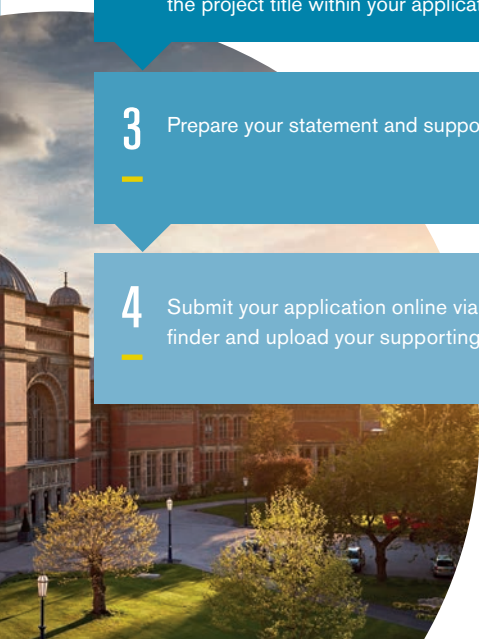 the project title within your applicat
3
Prepare your statement and suppo
4
Submit your application online via
finder and upload your supporting